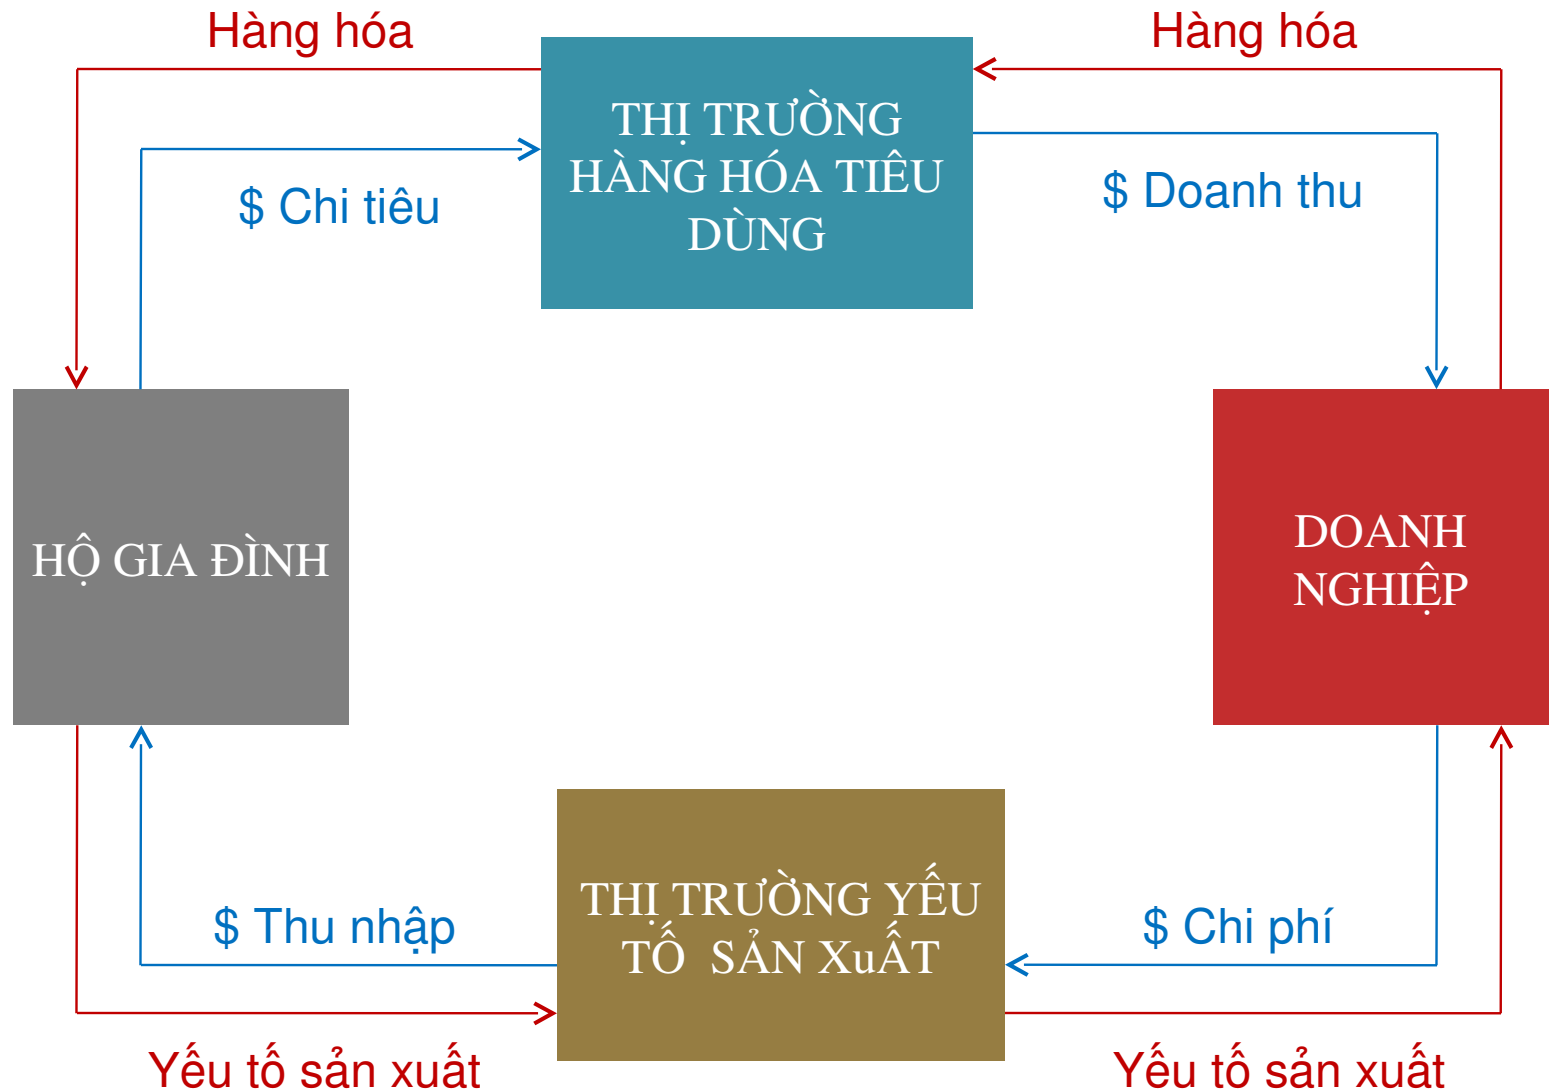 Hàng hóa
Hàng hóa
THỊ TRƯỜNG
HÀNG HÓA TIÊU
DÙNG
$ Chi tiêu
$ Doanh thu
HỘ GIA ĐÌNH
DOANH
NGHIỆP
THỊ TRƯỜNG YẾU
TỐ  SẢN XuẤT
$ Thu nhập
$ Chi phí
Yếu tố sản xuất
Yếu tố sản xuất